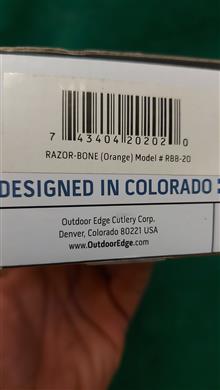 7 43404 20202 0
RAZOR-BONE (Orange) Model # RBB-20
DESIGNED IN COLORADO
Outdoor Edge Cutlery Corp.
Denver, Colorado 80221 USA
www.OutdoorEdge.com